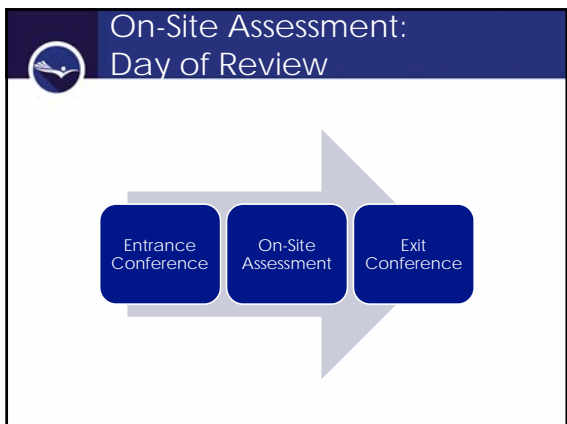 On-Site Assessment:
Day of Review
Entrance
Conference
On-Site
Assessment
Exit
Conference